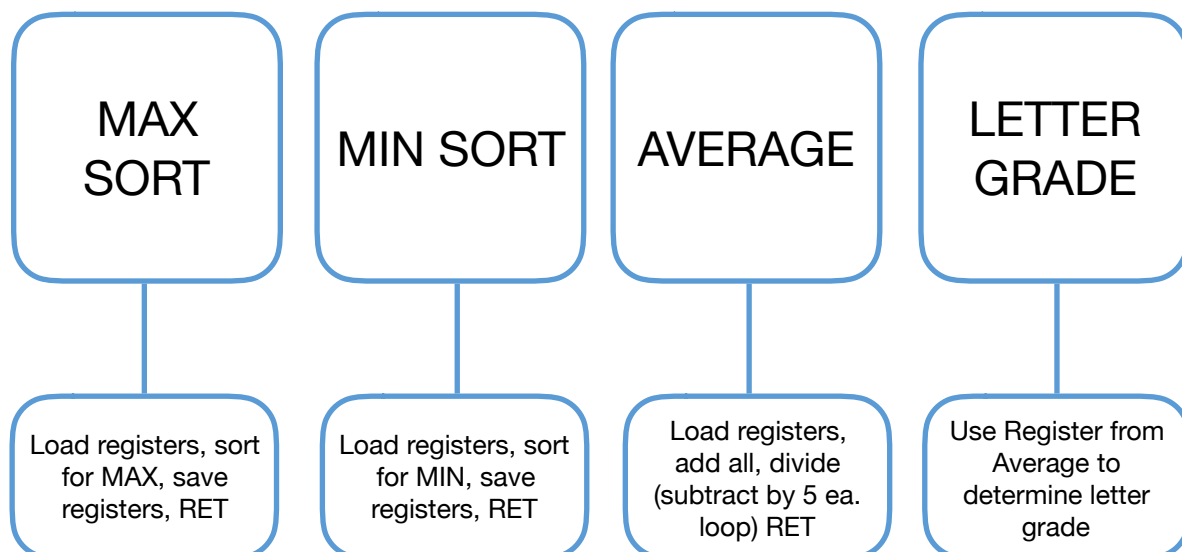 MAX
SORT
MIN SORT
AVERAGE
LETTER
GRADE
Load registers, sort
for MAX, save
registers, RET
Load registers, sort
for MIN, save
registers, RET
Load registers,
add all, divide
(subtract by 5 ea.
loop) RET
Use Register from
Average to
determine letter
grade